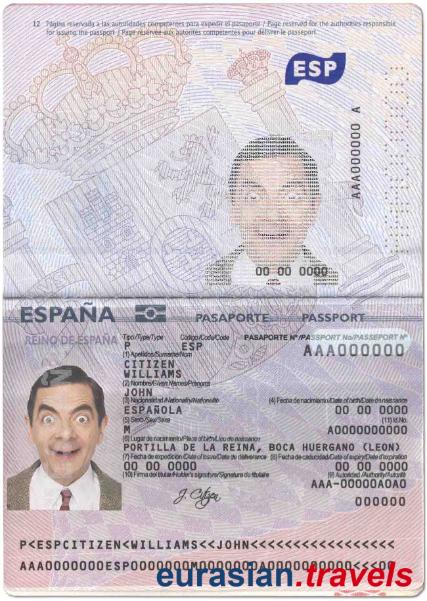 12 Página reservada a las autoridades competentes para expedir el pasaporte / Page reserved for the authorities responsible
for issuing the passport / Page réservée aux autorités compétentes pour délivrer le passeport.
ESP
AAA000000 A
00 00 0000
ESPAÑA PASAPORTE PASSPORT
REINO DE ESPAÑA Tipo/Type/Type Código/Code/Code PASAPORTE Nº/PASSPORT No/PASSEPORT Nº
P ESP AAA000000
(1) Apellidos/Surname/Nom
CITIZEN
WILLIAMS
(2) Nombre/Given Names/Prénoms
JOHN
(3) Nacionalidad/Nationality/Nationalité (4) Fecha de nacimiento/Date of birth/Date de naissance
ESPAÑOLA 00 00 0000
(5) Sexo/Sex/Sexe
M A0000000000
(6) Lugar de nacimiento/Place of birth/Lieu de naissance
PORTILLA DE LA REINA, BOCA HUERGANO (LEON)
(7) Fecha de expedición/Date of issue/Date de délivrance (8) Fecha de caducidad/Date of expiry/Date d'expiration
00 00 0000 00 00 0000
(10) Firma del titular/Holder's signature/Signature du titulaire (9) Autoridad/Authority/Autorité
AAA-00000A0A0
J. Citizen 000000
P<ESPCITIZEN<WILLIAMS<<JOHN<<<<<<<<<<<<<<<<<
eurasian.travels